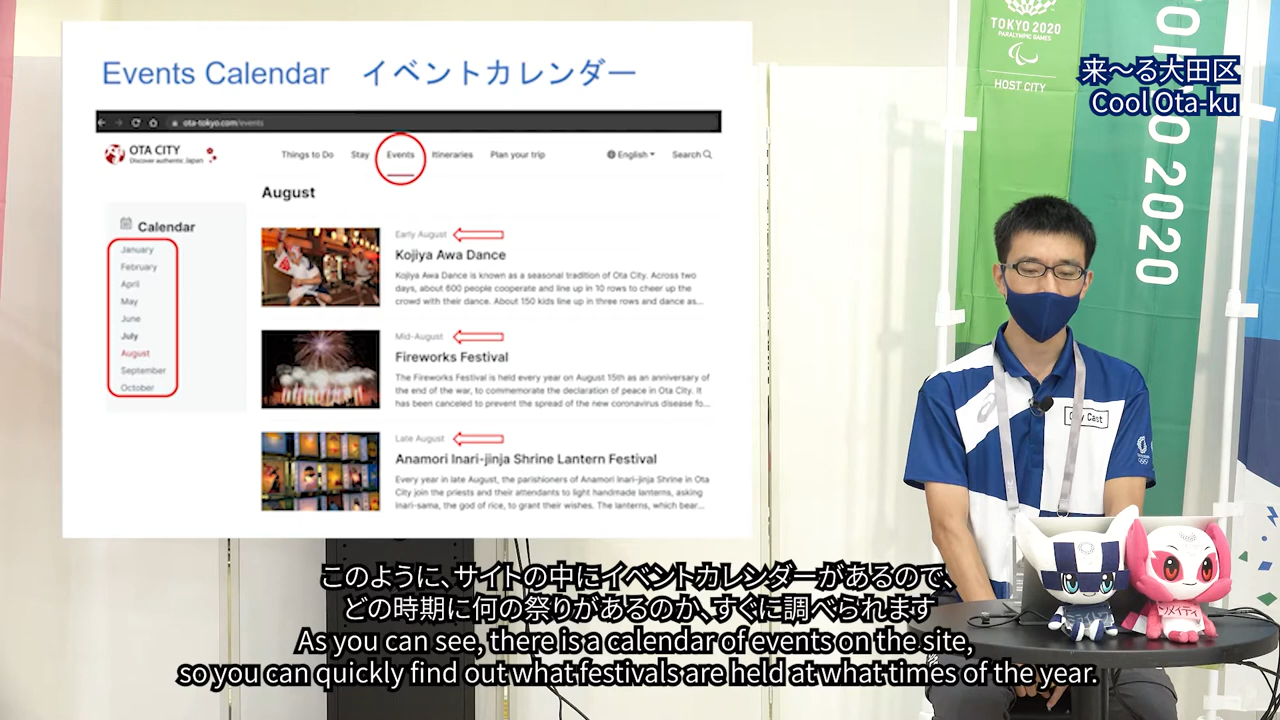 Events Calendar イベントカレンダー
ota-tokyo.com/events
OTA CITY
Discover authentic Japan
Things to Do Stay Events Itineraries Plan your trip English Search
August
Calendar
January
February
April
May
June
July
August
September
October
Early August
Kojiya Awa Dance
Kojiya Awa Dance is known as a seasonal tradition of Ota City. Across two
days, about 600 people cooperate and line up in 10 rows to cheer up the
crowd with their dance. About 150 kids line up in three rows and dance as...
Mid-August
Fireworks Festival
The Fireworks Festival is held every year on August 15th as an anniversary of
the end of the war, to commemorate the declaration of peace in Ota City. It
has been canceled to prevent the spread of the new coronavirus disease fo...
Late August
Anamori Inari-jinja Shrine Lantern Festival
Every year in late August, the parishioners of Anamori Inari-jinja Shrine in Ota
City join the priests and their attendants to light handmade lanterns, asking
Inari-sama, the god of rice, to grant their wishes. The lanterns, which bear...
TOKYO 2020
PARALYMPIC GAMES
HOST CITY
TOKYO 2020
来~る大田区
Cool Ota-ku
City Cast
ソメイティ
このように、サイトの中にイベントカレンダーがあるので、
どの時期に何の祭りがあるのか、すぐに調べられます
As you can see, there is a calendar of events on the site,
so you can quickly find out what festivals are held at what times of the year.